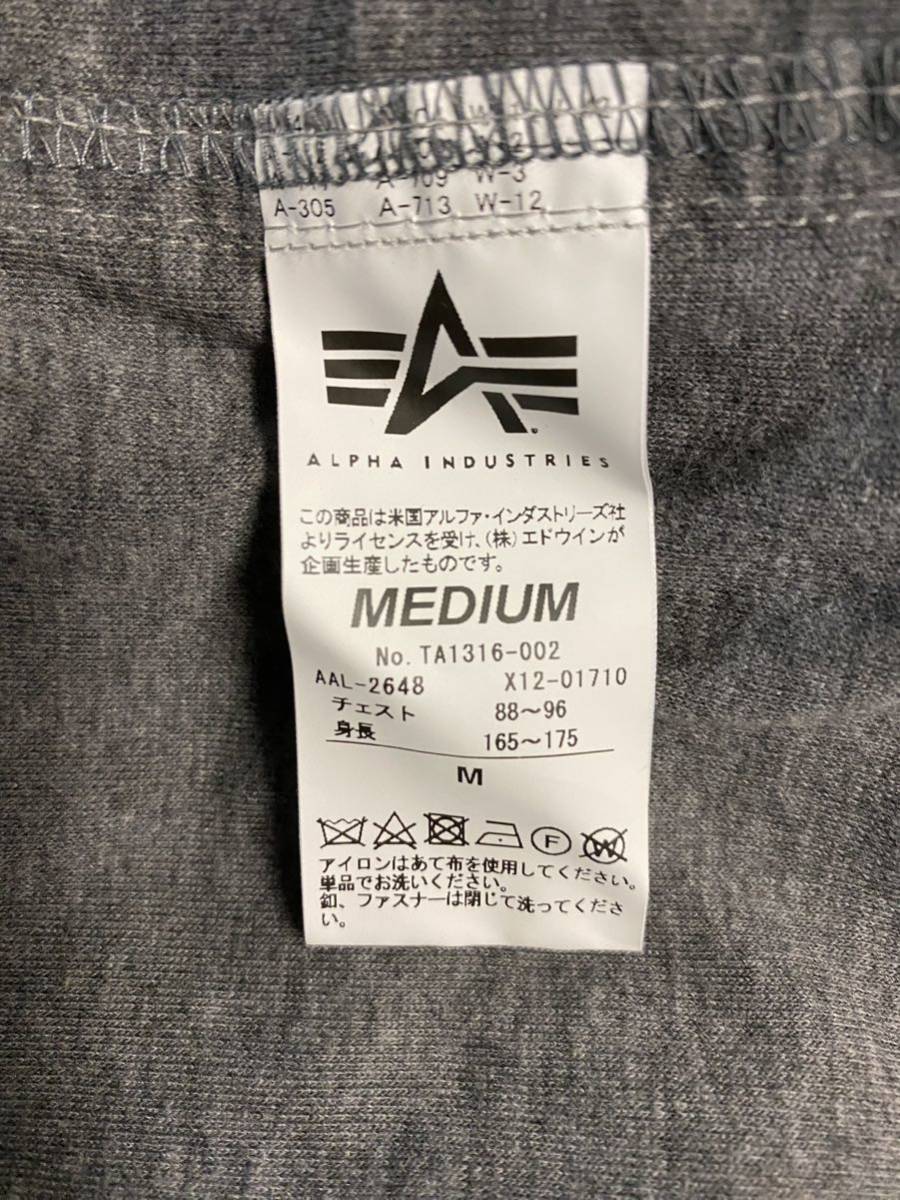 W-3
A-305 A-713 W-12
ALPHA INDUSTRIES
この商品は米国アルファ・インダストリーズ社
よりライセンスを受け、(株)エドウインが
企画生産したものです。
MEDIUM
No. TA1316-002
AAL-2648 X12-01710
チェスト 88～96
身長 165～175
M
F W
アイロンはあて布を使用してください。
単品でお洗いください。
釦、ファスナーは閉じて洗ってくださ
い。